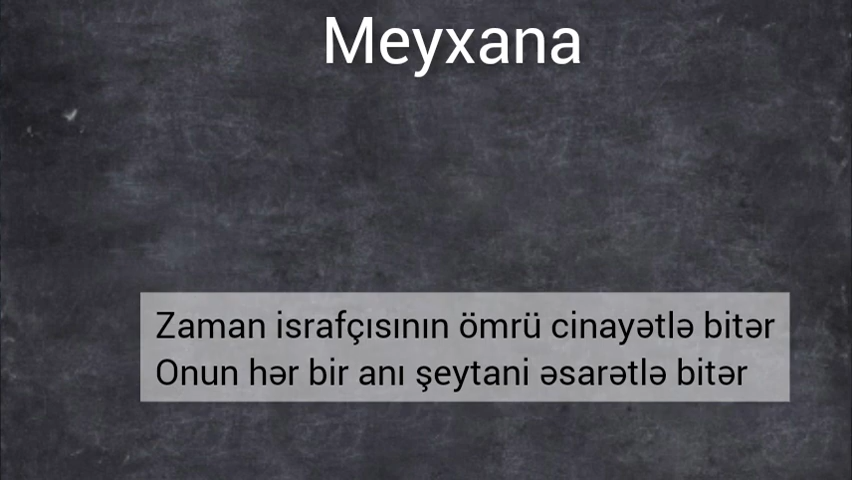 Meyxana
Zaman israfçısının ömrü cinayətlə bitər
Onun hər bir anı şeytani əsarətlə bitər